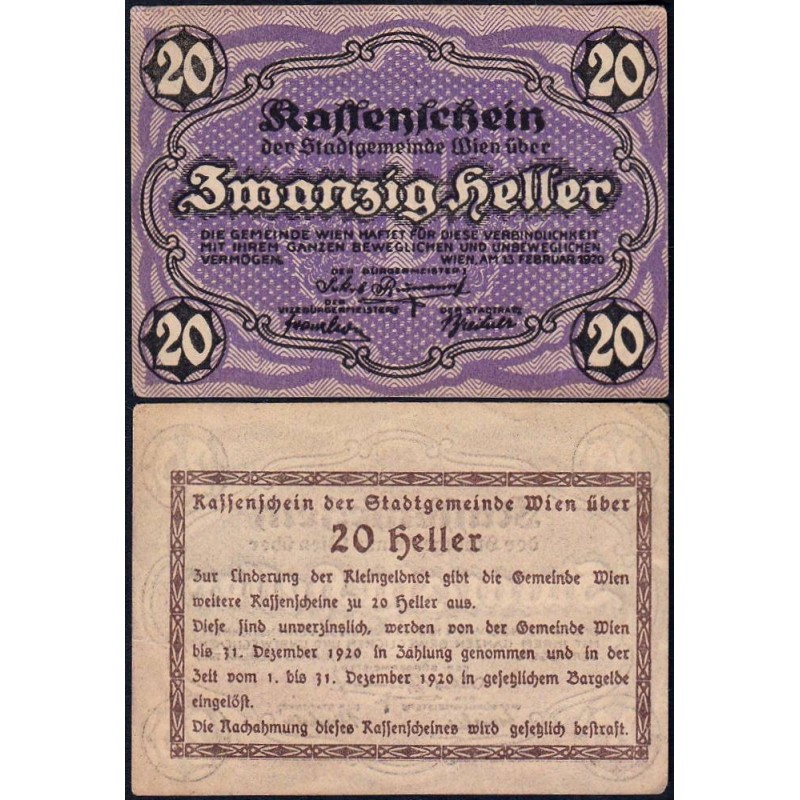 20 20
Kassenschein
der Stadtgemeinde Wien über
Zwanzig Heller
DIE GEMEINDE WIEN HAFTET FÜR DIESE VERBINDLICHKEIT
MIT IHREM GANZEN BEWEGLICHEN UND UNBEWEGLICHEN
VERMÖGEN. WIEN, AM 13 FEBRUAR 1920
DER BÜRGERMEISTER:
DER VIZEBÜRGERMEISTER: DER STADTRAT:
20 20
Kassenschein der Stadtgemeinde Wien über
20 Heller
Zur Linderung der Kleingeldnot gibt die Gemeinde Wien
weitere Kassenscheine zu 20 Heller aus.
Diese sind unverzinslich, werden von der Gemeinde Wien
bis 31. Dezember 1920 in Zahlung genommen und in der
Zeit vom 1. bis 31. Dezember 1920 in gesetzlichem Bargelde
eingelöst.
Die Nachahmung dieses Kassenscheines wird gesetzlich bestraft.